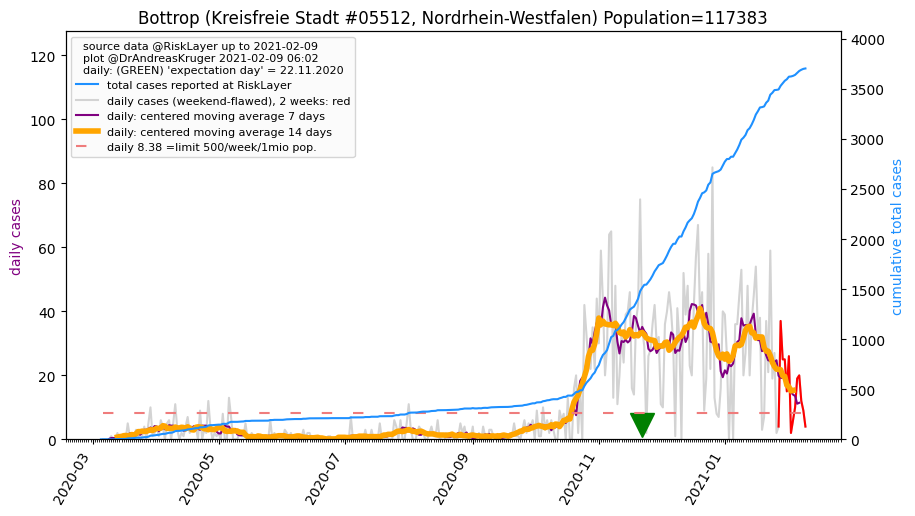 Bottrop (Kreisfreie Stadt #05512, Nordrhein-Westfalen) Population=117383
source data @RiskLayer up to 2021-02-09
plot @DrAndreasKruger 2021-02-09 06:02
daily: (GREEN) 'expectation day' = 22.11.2020
total cases reported at RiskLayer
daily cases (weekend-flawed), 2 weeks: red
daily: centered moving average 7 days
daily: centered moving average 14 days
daily 8.38 =limit 500/week/1mio pop.
daily cases
120
100
80
60
40
20
0
4000
3500
3000
2500
2000
1500
1000
500
0
cumulative total cases
2020-03
2020-05
2020-07
2020-09
2020-11
2021-01